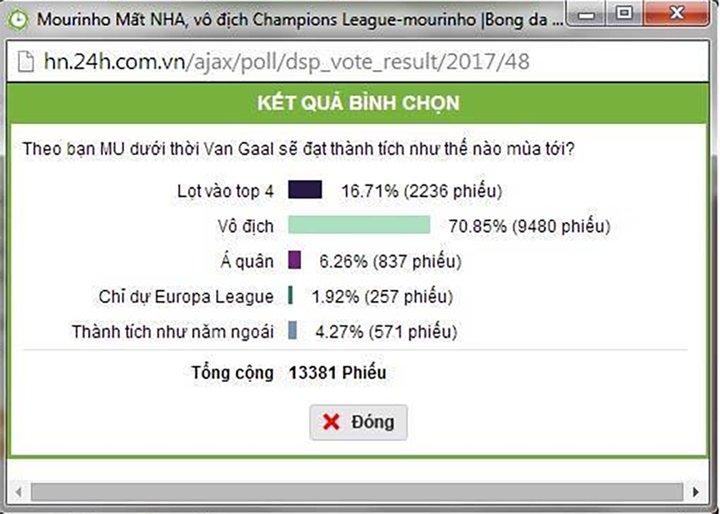 Mourinho Mất NHA, vô địch Champions League-mourinho |Bong da ...
hn.24h.com.vn/ajax/poll/dsp_vote_result/2017/48
KẾT QUẢ BÌNH CHỌN
Theo bạn MU dưới thời Van Gaal sẽ đạt thành tích như thế nào mùa tới?
Lọt vào top 4 16.71% (2236 phiếu)
Vô địch 70.85% (9480 phiếu)
Á quân 6.26% (837 phiếu)
Chỉ dự Europa League 1.92% (257 phiếu)
Thành tích như năm ngoái 4.27% (571 phiếu)
Tổng cộng 13381 Phiếu
Đóng